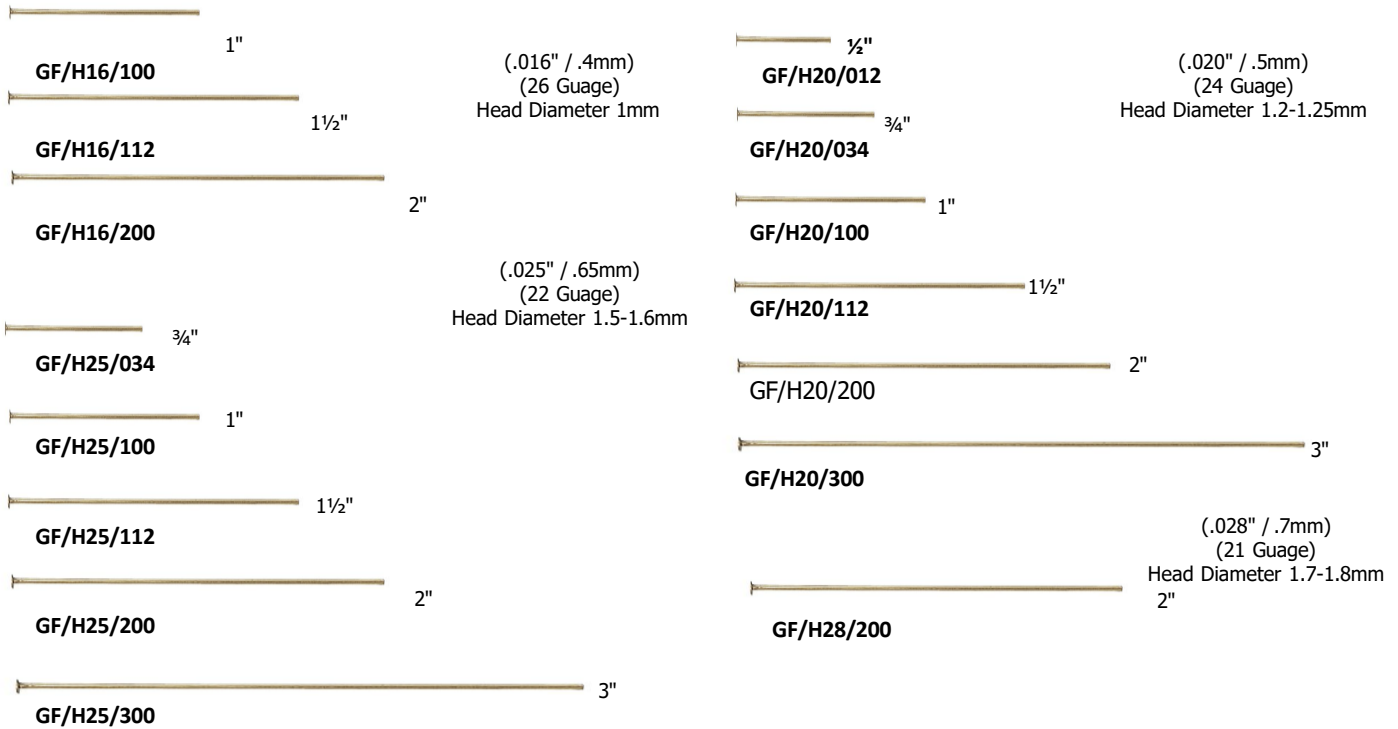 1"
GF/H16/100
(.016" / .4mm)
(26 Guage)
Head Diameter 1mm
1½"
GF/H16/112
2"
GF/H16/200
(.025" / .65mm)
(22 Guage)
Head Diameter 1.5-1.6mm
¾"
GF/H25/034
1"
GF/H25/100
1½"
GF/H25/112
2"
GF/H25/200
3"
GF/H25/300
½"
GF/H20/012
(.020" / .5mm)
(24 Guage)
Head Diameter 1.2-1.25mm
¾"
GF/H20/034
1"
GF/H20/100
1½"
GF/H20/112
2"
GF/H20/200
3"
GF/H20/300
(.028" / .7mm)
(21 Guage)
Head Diameter 1.7-1.8mm
2"
GF/H28/200